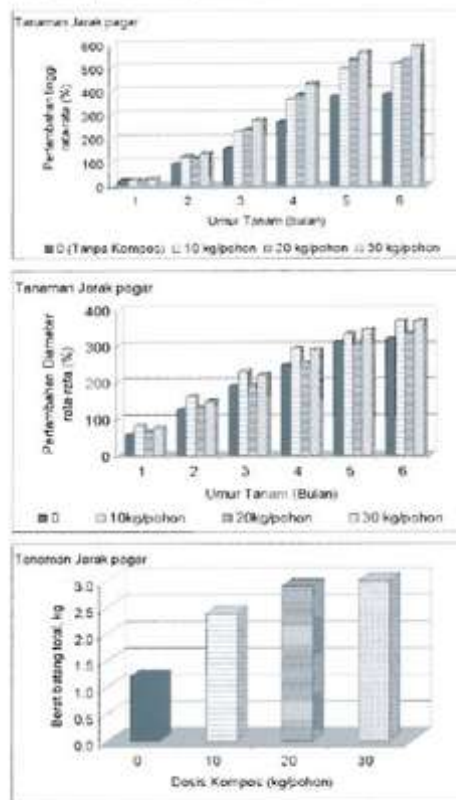 Tanaman Jarak pagar
Pertambahan tinggi
rata-rata (%)
600
500
400
300
200
100
0
1 2 3 4 5 6
Umur Tanam (Bulan)
0 (Tanpa Kompos) 10 kg/pohon 20 kg/pohon 30 kg/pohon
Tanaman Jarak pagar
Pertambahan Diameter
rata-rata (%)
400
300
200
100
0
1 2 3 4 5 6
Umur Tanam (Bulan)
0 10kg/pohon 20kg/pohon 30 kg/pohon
Tanaman Jarak pagar
Berat batang total, kg
3.0
2.5
2.0
1.5
1.0
0.5
0.0
0 10 20 30
Dosis Kompos (kg/pohon)